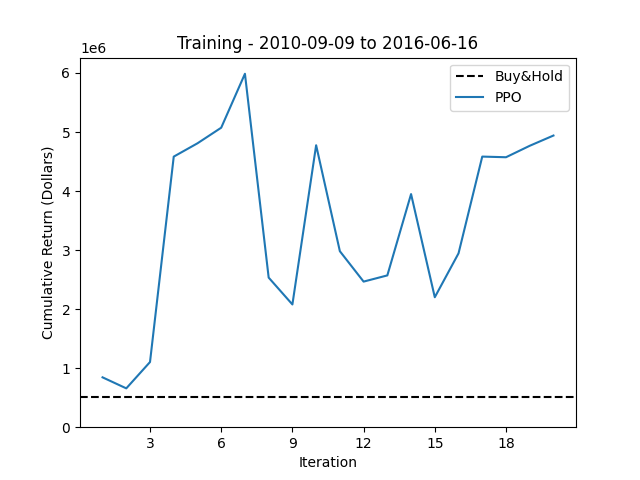 Training - 2010-09-09 to 2016-06-16
1e6
Buy&Hold
PPO
6
5
4
3
2
1
0
Cumulative Return (Dollars)
3 6 9 12 15 18
Iteration